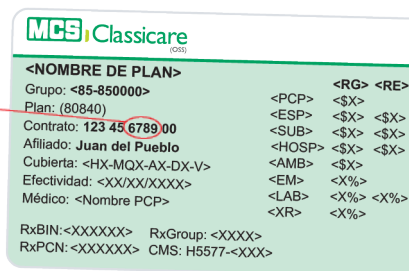 MCS Classicare
(OSS)
<NOMBRE DE PLAN>
Grupo: <85-850000>
Plan: (80840)
Contrato: 123 45 6789 00
Afiliado: Juan del Pueblo
Cubierta: <HX-MQX-AX-DX-V>
Efectividad: <XX/XX/XXXX>
Médico: <Nombre PCP>
<RG> <RE>
<PCP> <$X>
<ESP> <$X> <$X>
<SUB> <$X> <$X>
<HOSP> <$X> <$X>
<AMB> <$X>
<EM> <X%>
<LAB> <X%> <X%>
<XR> <X%>
RxBIN:<XXXXXX> RxGroup: <XXXX>
RxPCN:<XXXXXX> CMS: H5577-<XXX>